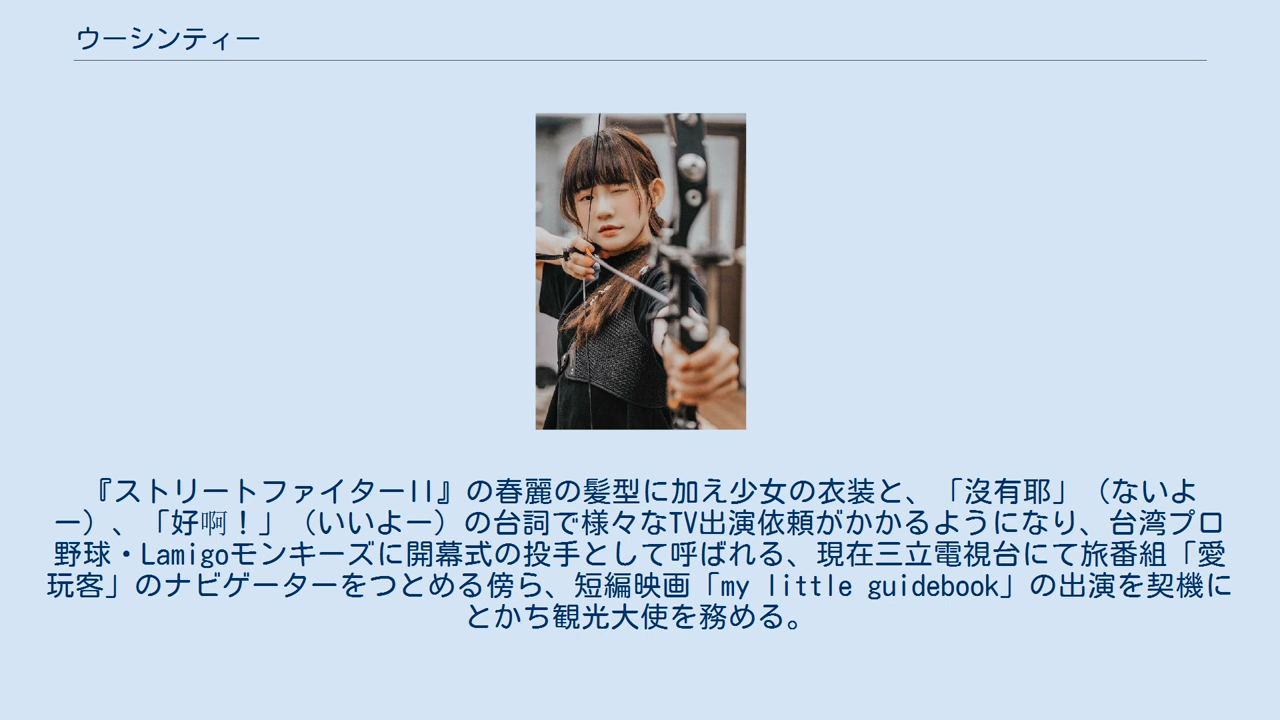 ウーシンティー
『ストリートファイターII』の春麗の髪型に加え少女の衣装と、「沒有耶」（ないよ
ー）、「好啊！」（いいよー）の台詞で様々なTV出演依頼がかかるようになり、台湾プロ
野球・Lamigoモンキーズに開幕式の投手として呼ばれる、現在三立電視台にて旅番組「愛
玩客」のナビゲーターをつとめる傍ら、短編映画「my little guidebook」の出演を契機に
とかち観光大使を務める。